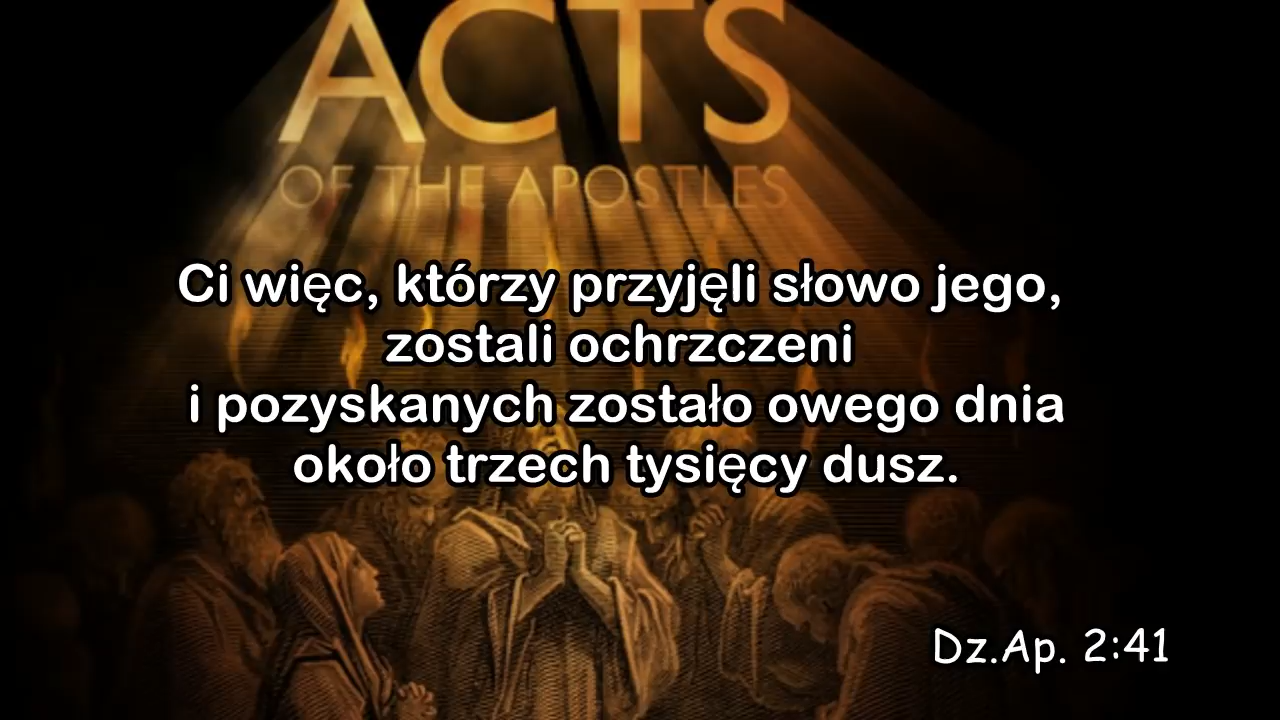 ACTS
OF THE APOSTLES
Ci więc, którzy przyjęli słowo jego,
zostali ochrzczeni
i pozyskanych zostało owego dnia
około trzech tysięcy dusz.
Dz.Ap. 2:41